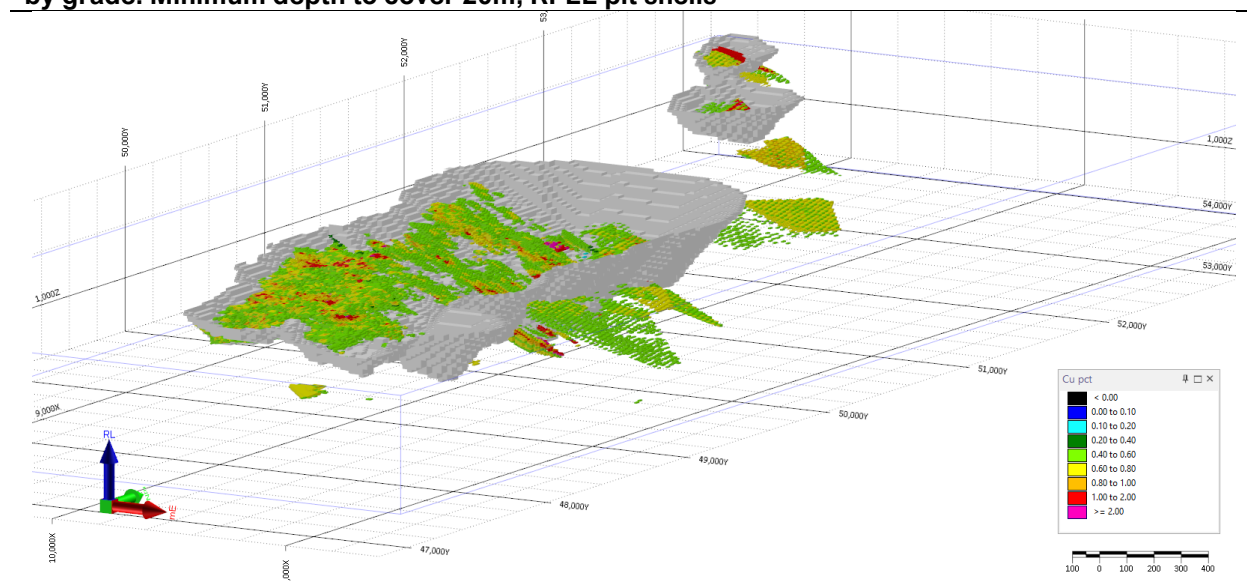 by grade. Minimum depth to cover 20m, RPEE pit shells
53,
52,000Y
51,000Y
50,000Y
1,000Z
1,000Z
54,000Y
53,000Y
52,000Y
51,000Y
50,000Y
49,000Y
48,000Y
47,000Y
9,000X
10,000X
,000X
RL
mE
Cu pct
< 0.00
0.00 to 0.10
0.10 to 0.20
0.20 to 0.40
0.40 to 0.60
0.60 to 0.80
0.80 to 1.00
1.00 to 2.00
>= 2.00
100 0 100 200 300 400